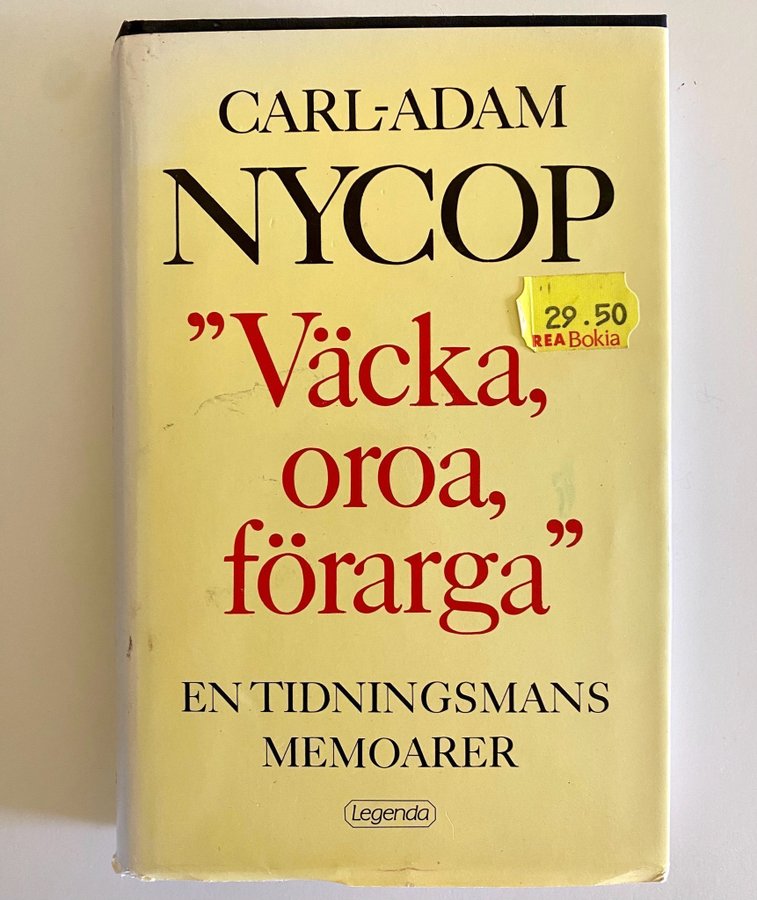 CARL-ADAM
NYCOP
29.50
REA Bokia
”Väcka,
oroa,
förarga”
EN TIDNINGSMANS
MEMOARER
Legenda